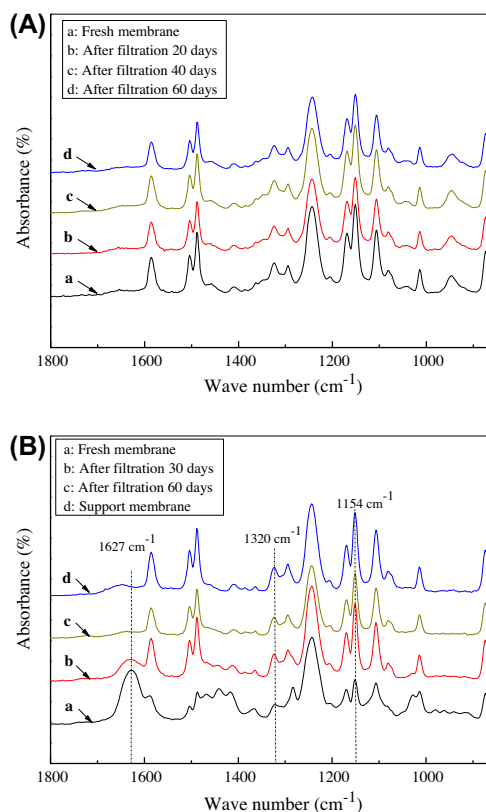 (A)
a: Fresh membrane
b: After filtration 20 days
c: After filtration 40 days
d: After filtration 60 days
d
c
b
a
Absorbance (%)
1800 1600 1400 1200 1000
Wave number (cm⁻¹)
(B)
a: Fresh membrane
b: After filtration 30 days
c: After filtration 60 days
d: Support membrane
1627 cm⁻¹
1320 cm⁻¹
1154 cm⁻¹
d
c
b
a
Absorbance (%)
1800 1600 1400 1200 1000
Wave number (cm⁻¹)